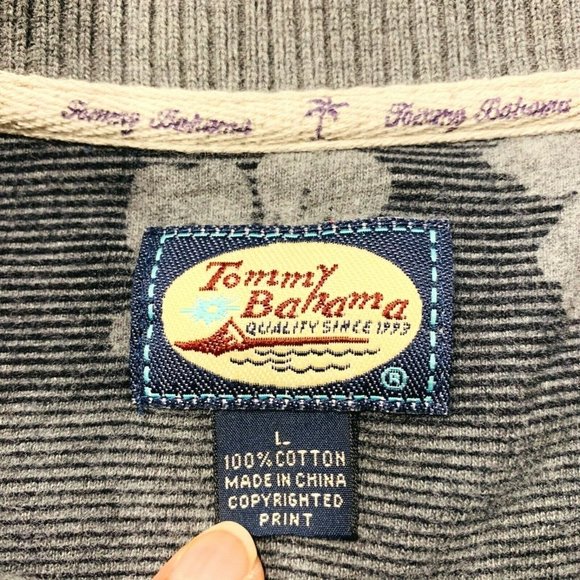 Tommy Bahama Tommy Bahama
Tommy
Bahama
QUALITY SINCE 1993
®
L
100% COTTON
MADE IN CHINA
COPYRIGHTED
PRINT